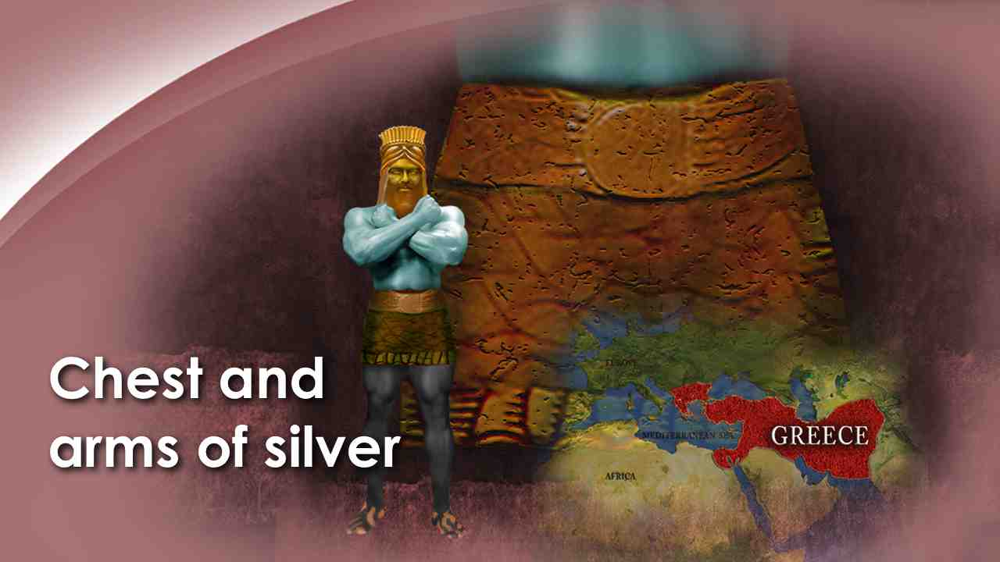 Chest and
arms of silver
EUROPE
MEDITERRANEAN SEA
GREECE
AFRICA